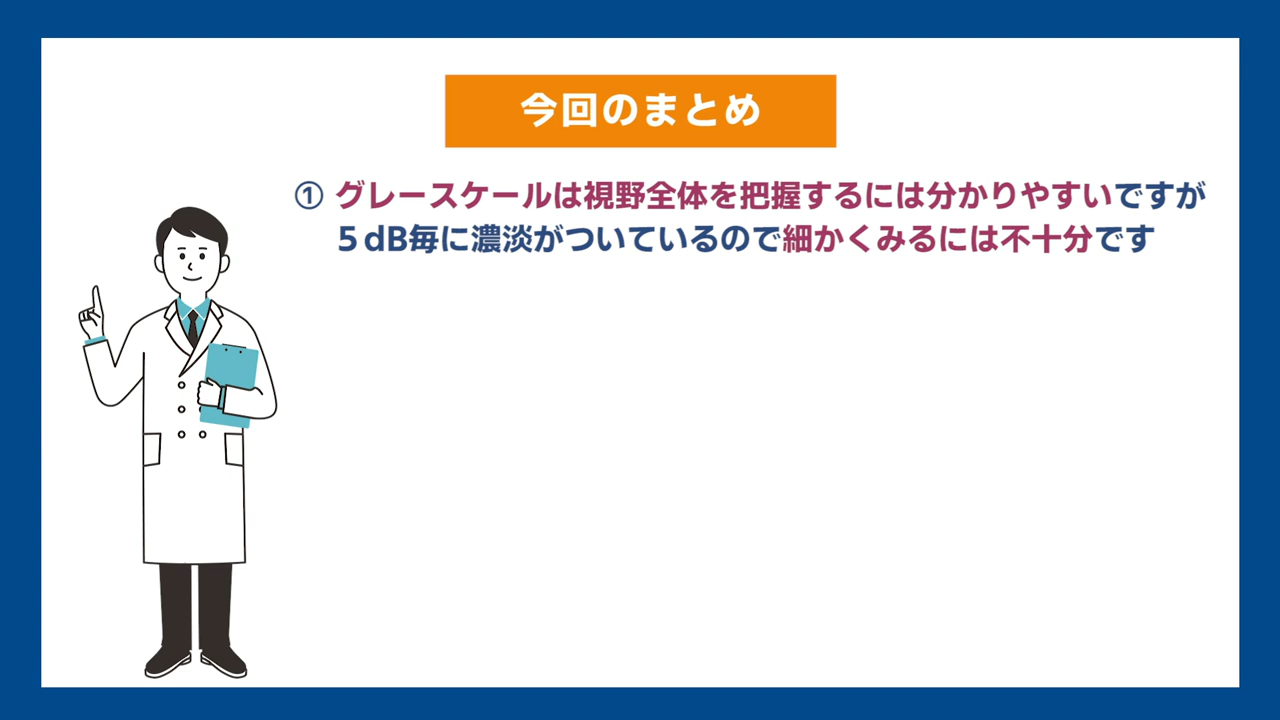 今回のまとめ
① グレースケールは視野全体を把握するには分かりやすいですが
５dB毎に濃淡がついているので細かくみるには不十分です